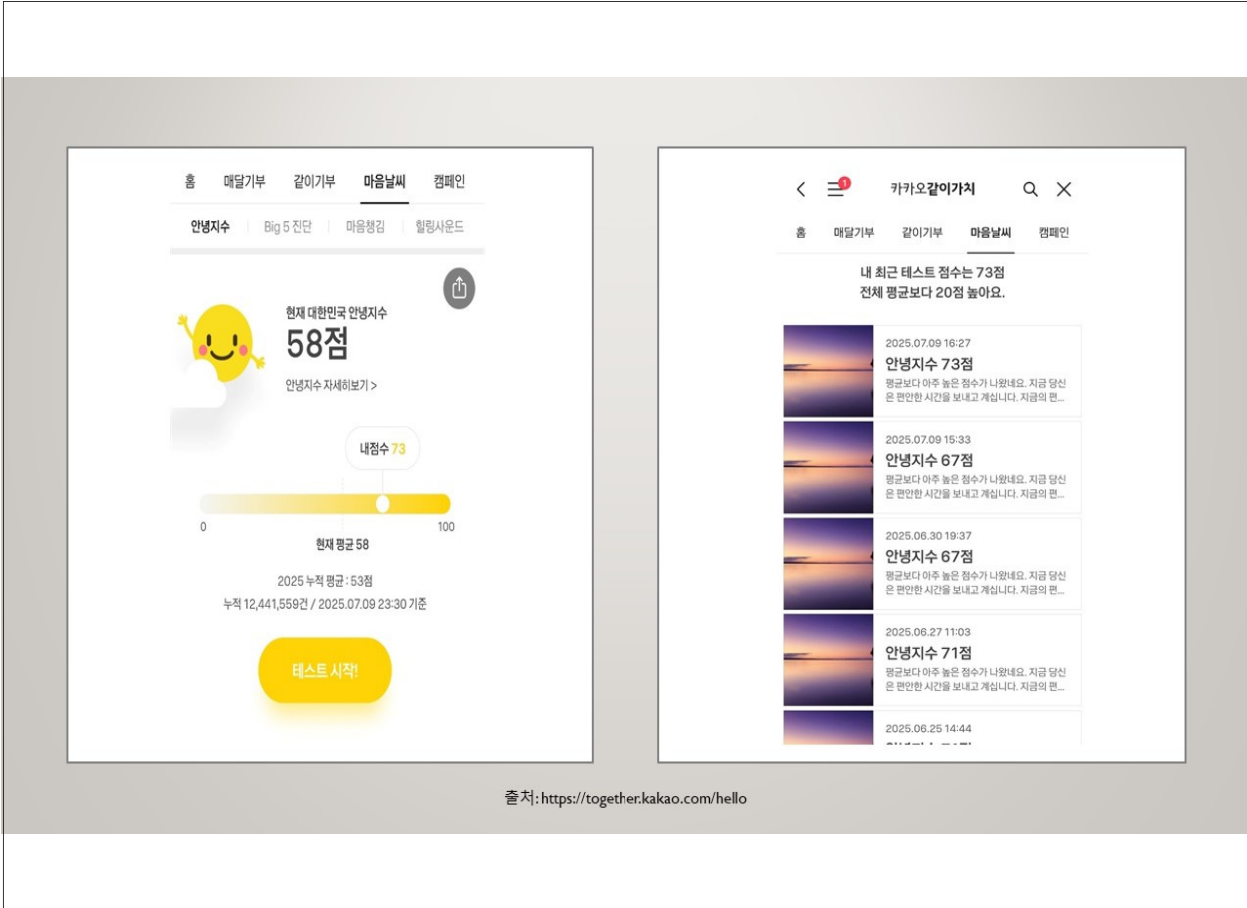 홈 매달기부 같이기부 마음날씨 캠페인
안녕지수 Big 5 진단 마음챙김 힐링사운드
현재 대한민국 안녕지수
58점
안녕지수 자세히보기 >
내점수 73
0 100
현재 평균 58
2025 누적 평균 : 53점
누적 12,441,559건 / 2025.07.09 23:30 기준
테스트 시작!
1
카카오같이가치
홈 매달기부 같이기부 마음날씨 캠페인
내 최근 테스트 점수는 73점
전체 평균보다 20점 높아요.
2025.07.09 16:27
안녕지수 73점
평균보다 아주 높은 점수가 나왔네요. 지금 당신
은 편안한 시간을 보내고 계십니다. 지금의 편...
2025.07.09 15:33
안녕지수 67점
평균보다 아주 높은 점수가 나왔네요. 지금 당신
은 편안한 시간을 보내고 계십니다. 지금의 편...
2025.06.30 19:37
안녕지수 67점
평균보다 아주 높은 점수가 나왔네요. 지금 당신
은 편안한 시간을 보내고 계십니다. 지금의 편...
2025.06.27 11:03
안녕지수 71점
평균보다 아주 높은 점수가 나왔네요. 지금 당신
은 편안한 시간을 보내고 계십니다. 지금의 편...
2025.06.25 14:44
출처: https://together.kakao.com/hello